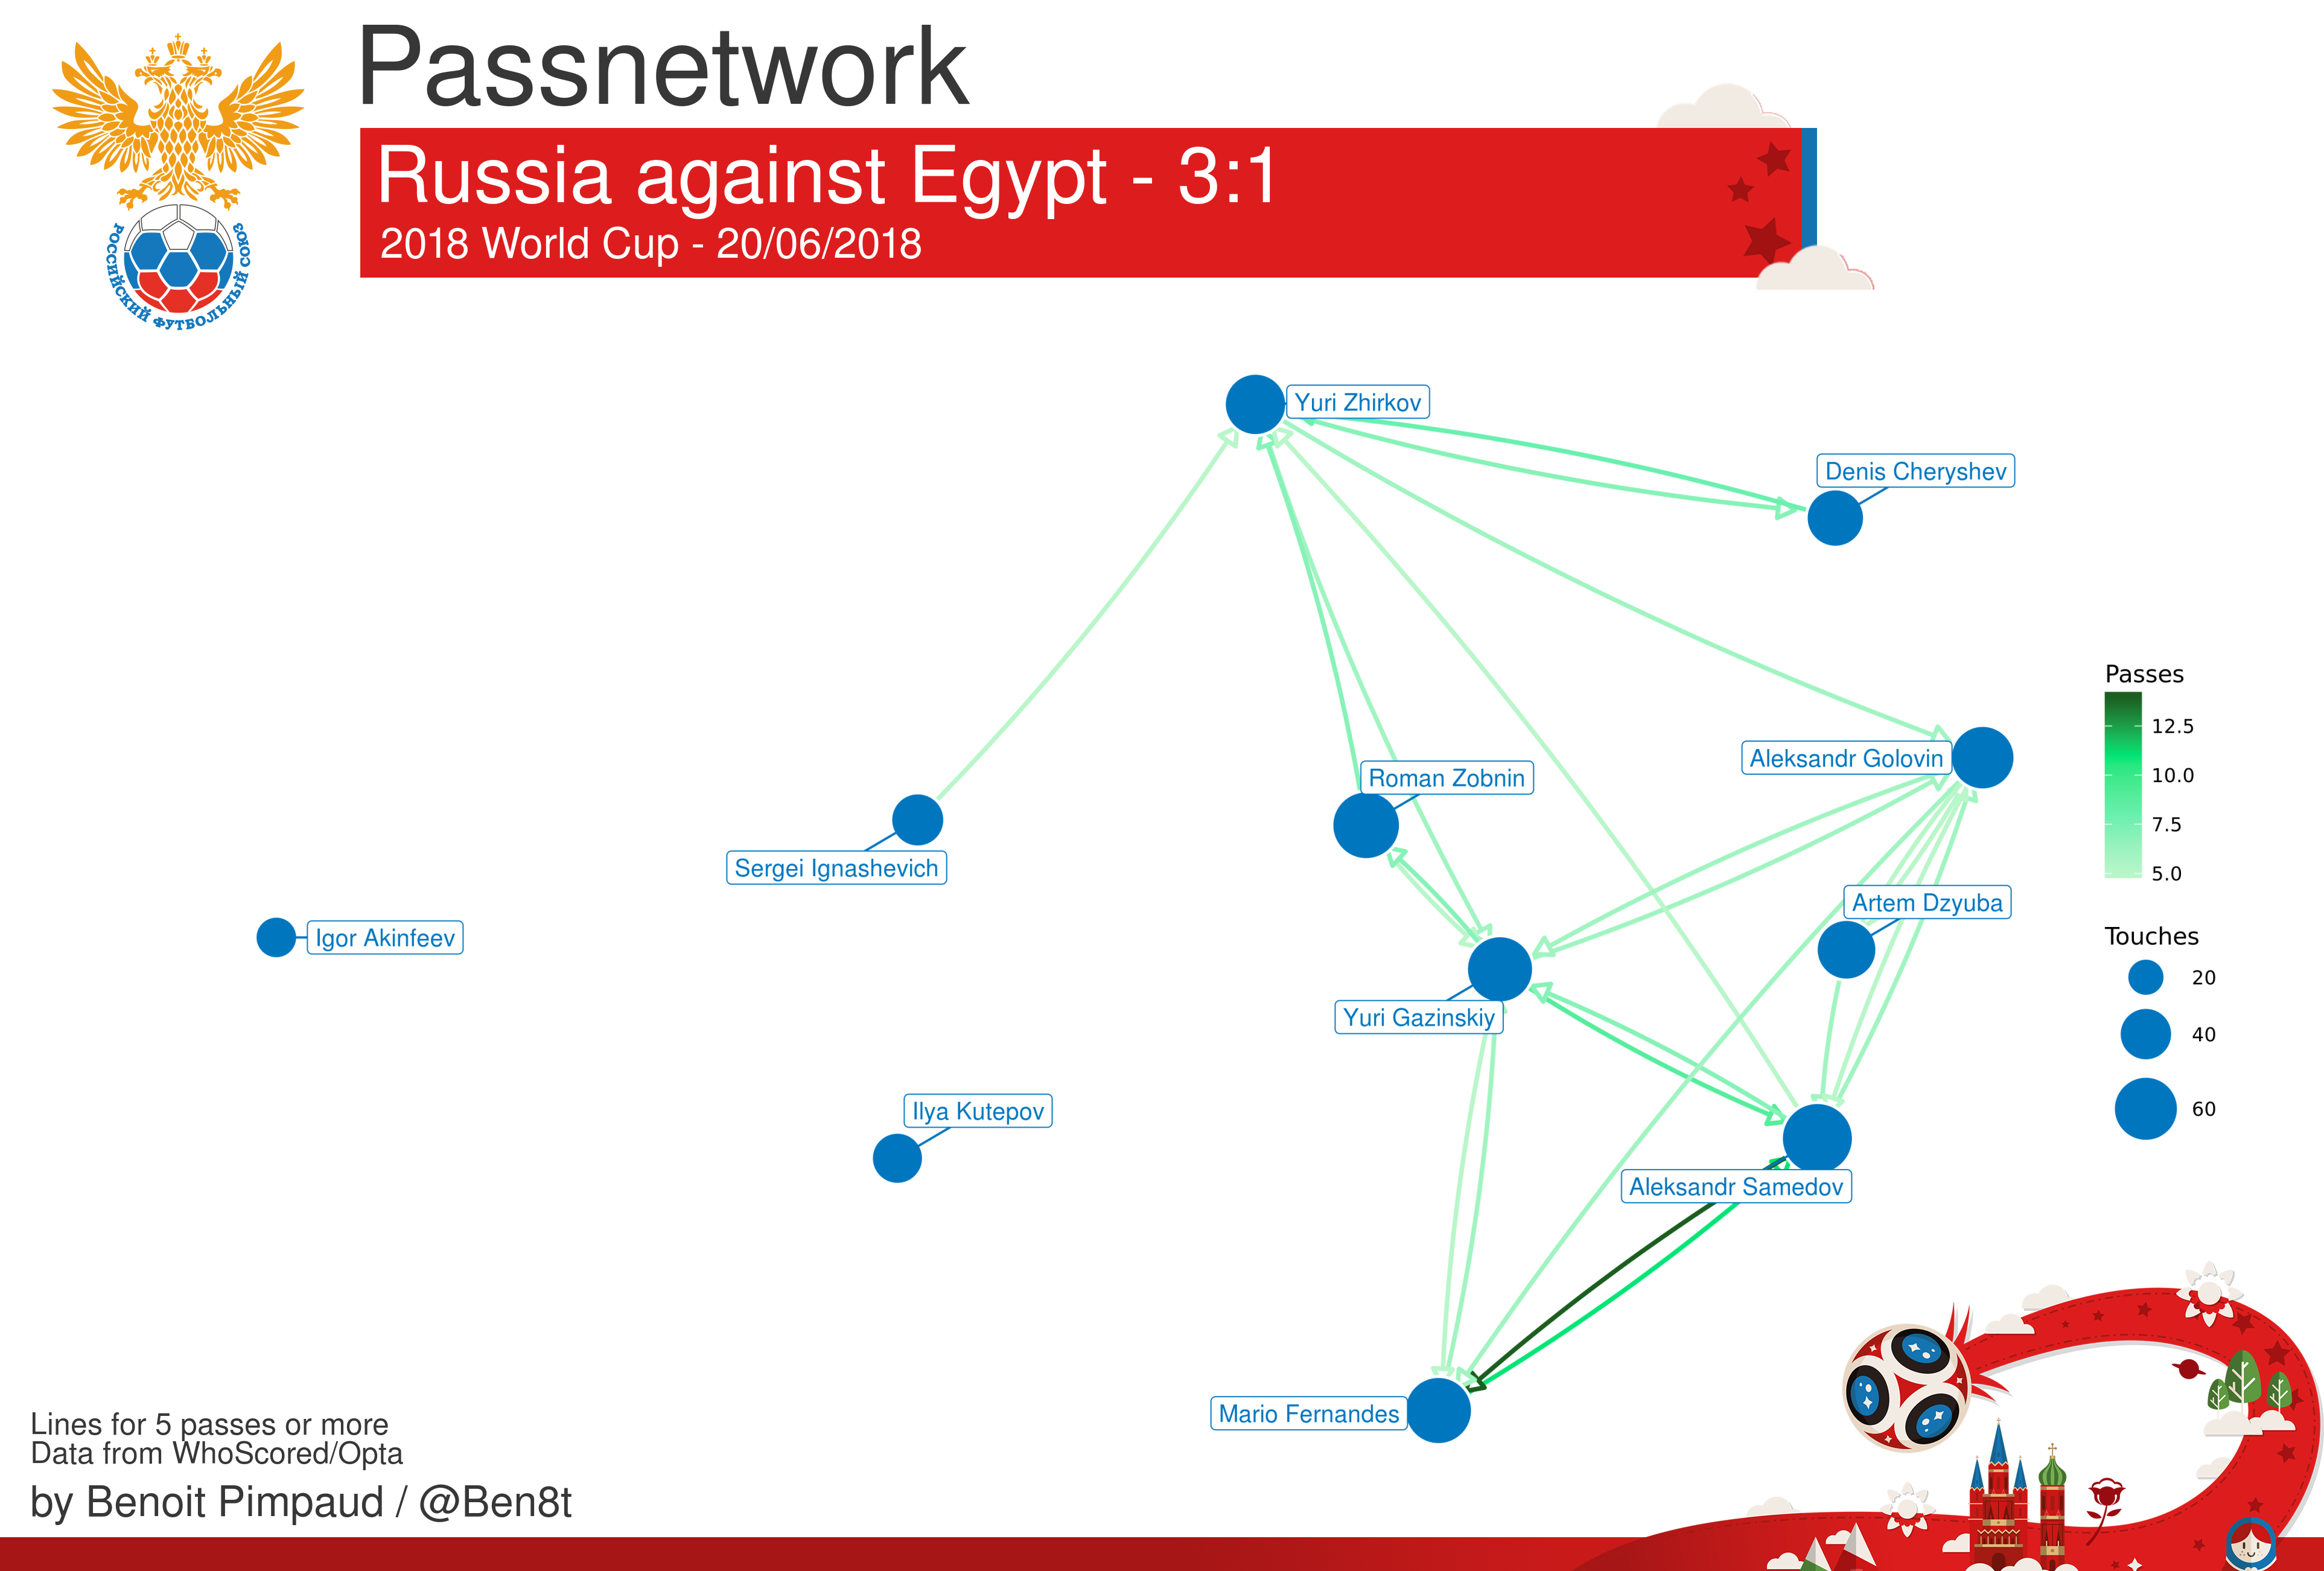 Passnetwork
Russia against Egypt - 3:1
2018 World Cup - 20/06/2018
РОССИЙСКИЙ ФУТБОЛЬНЫЙ СОЮЗ
Yuri Zhirkov
Denis Cheryshev
Aleksandr Golovin
Roman Zobnin
Sergei Ignashevich
Artem Dzyuba
Igor Akinfeev
Yuri Gazinskiy
Ilya Kutepov
Aleksandr Samedov
Mario Fernandes
Passes
12.5
10.0
7.5
5.0
Touches
20
40
60
Lines for 5 passes or more
Data from WhoScored/Opta
by Benoit Pimpaud / @Ben8t